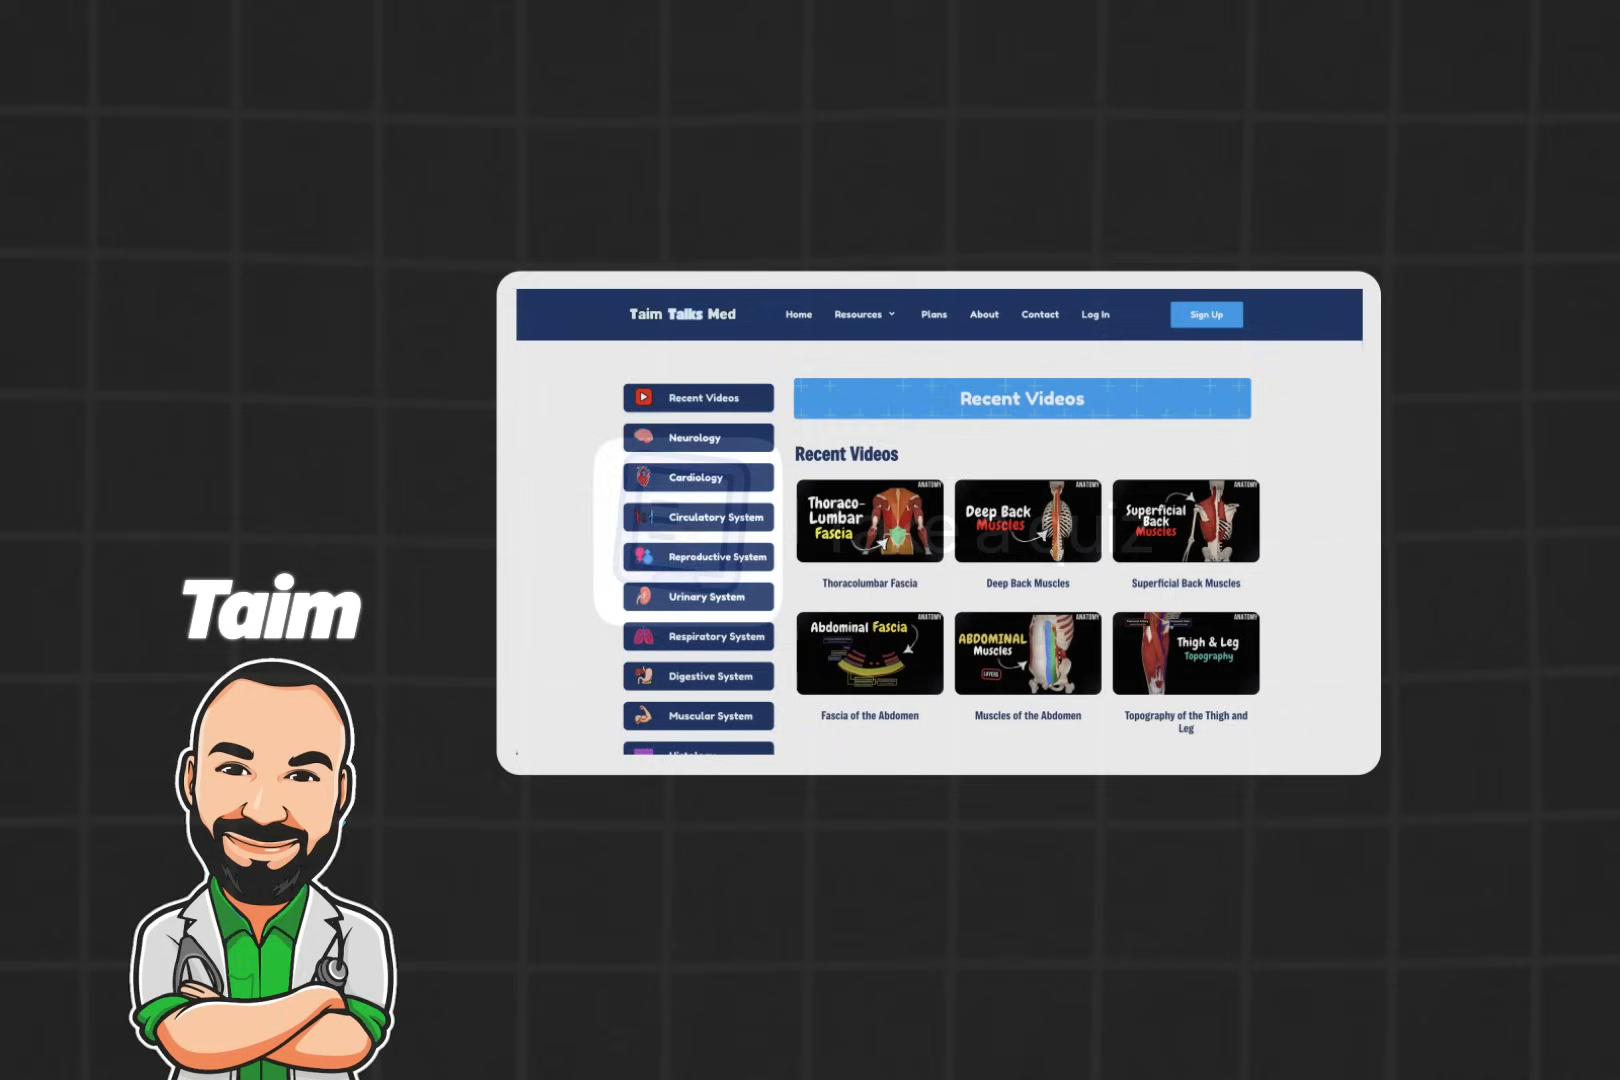 Taim Talks Med
Home
Resources
Plans
About
Contact
Log In
Sign Up
Recent Videos
Neurology
Cardiology
Circulatory System
Reproductive System
Urinary System
Respiratory System
Digestive System
Muscular System
Histology
Recent Videos
Recent Videos
ANATOMY
Thoraco-
Lumbar
Fascia
Thoracolumbar Fascia
ANATOMY
Deep Back
Muscles
Deep Back Muscles
ANATOMY
Superficial
Back
Muscles
Superficial Back Muscles
a quiz
ANATOMY
Abdominal Fascia
Fascia of the Abdomen
ANATOMY
ABDOMINAL
Muscles
LAYERS
Muscles of the Abdomen
ANATOMY
Thigh & Leg
Topography
Topography of the Thigh and
Leg
Taim